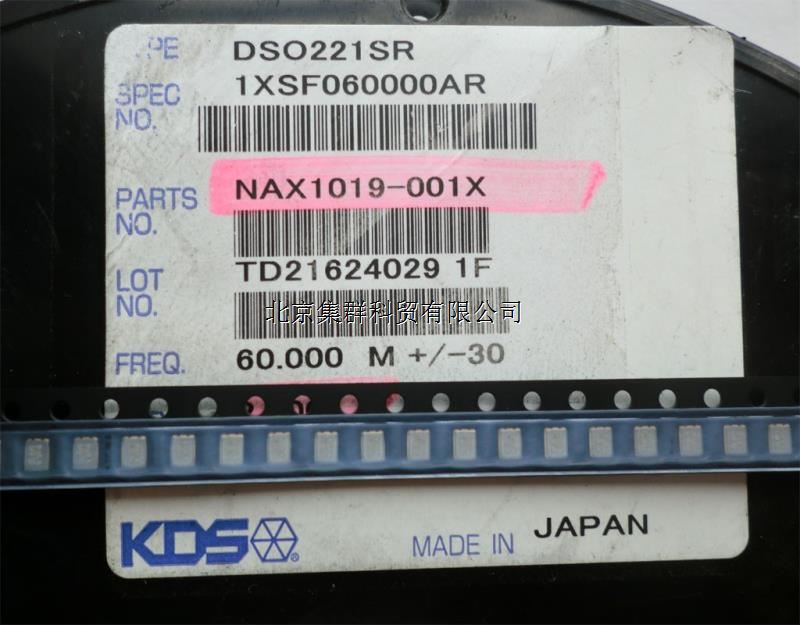 PE DSO221SR
SPEC NO. 1XSF060000AR
PARTS NO. NAX1019-001X
LOT NO. TD21624029 1F
北京集群科贸有限公司
FREQ. 60.000 M +/-30
KDS ®
MADE IN JAPAN